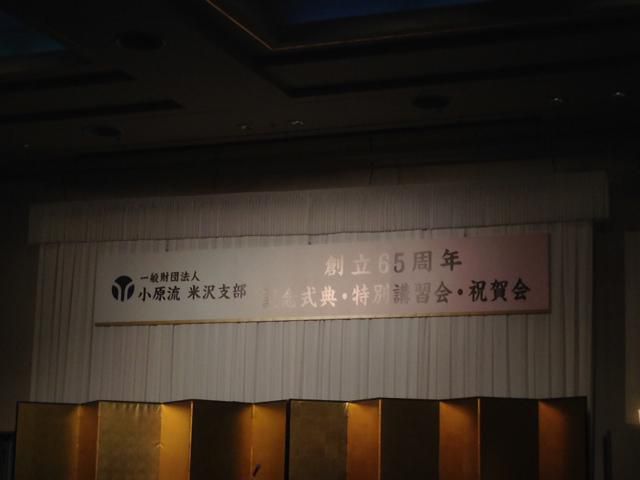 一般財団法人
小原流 米沢支部
創立65周年
記念式典・特別講習会・祝賀会